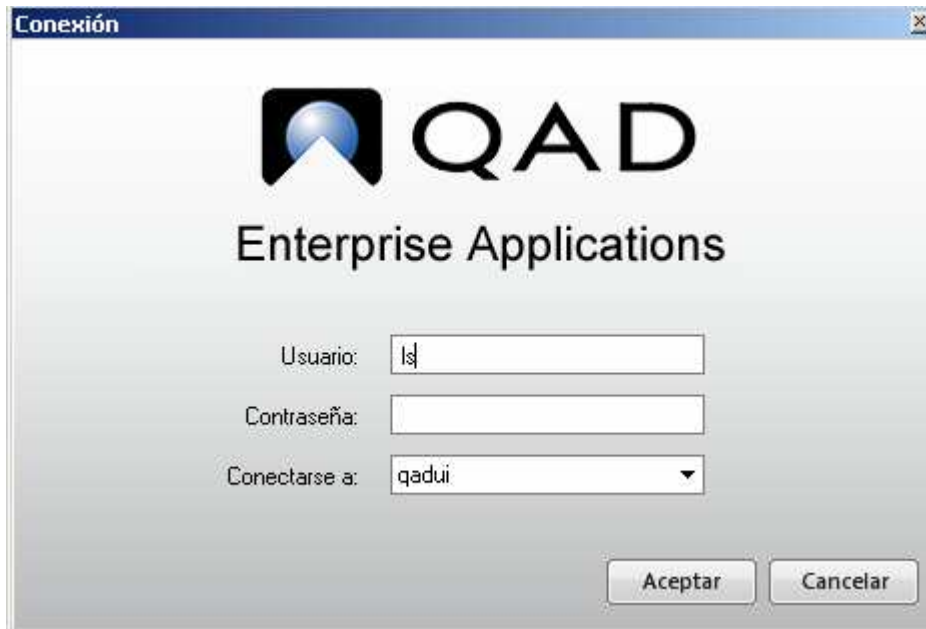 Conexión
QAD
Enterprise Applications
Usuario: ls
Contraseña:
Conectarse a: qadui
Aceptar Cancelar